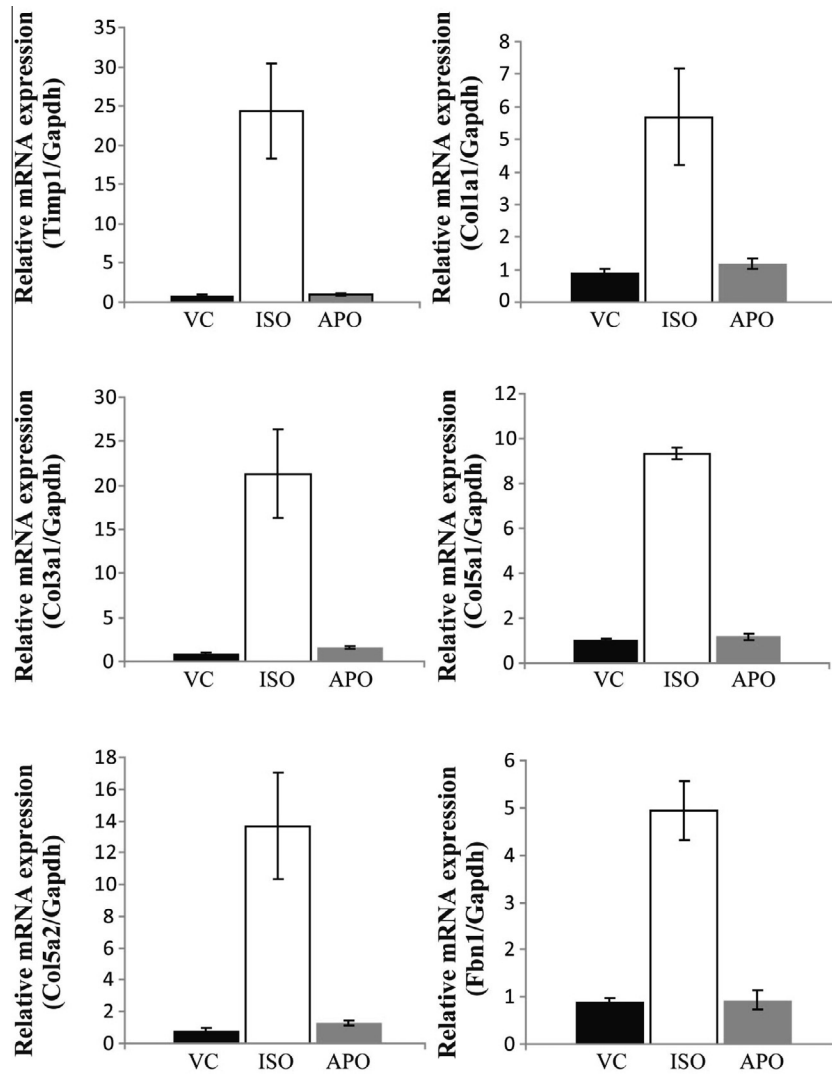 Relative mRNA expression
(Timp1/Gapdh)
35
30
25
20
15
10
5
0
VC ISO APO
Relative mRNA expression
(Col1a1/Gapdh)
8
7
6
5
4
3
2
1
0
VC ISO APO
Relative mRNA expression
(Col3a1/Gapdh)
30
25
20
15
10
5
0
VC ISO APO
Relative mRNA expression
(Col5a1/Gapdh)
12
10
8
6
4
2
0
VC ISO APO
Relative mRNA expression
(Col5a2/Gapdh)
18
16
14
12
10
8
6
4
2
0
VC ISO APO
Relative mRNA expression
(Fbn1/Gapdh)
6
5
4
3
2
1
0
VC ISO APO